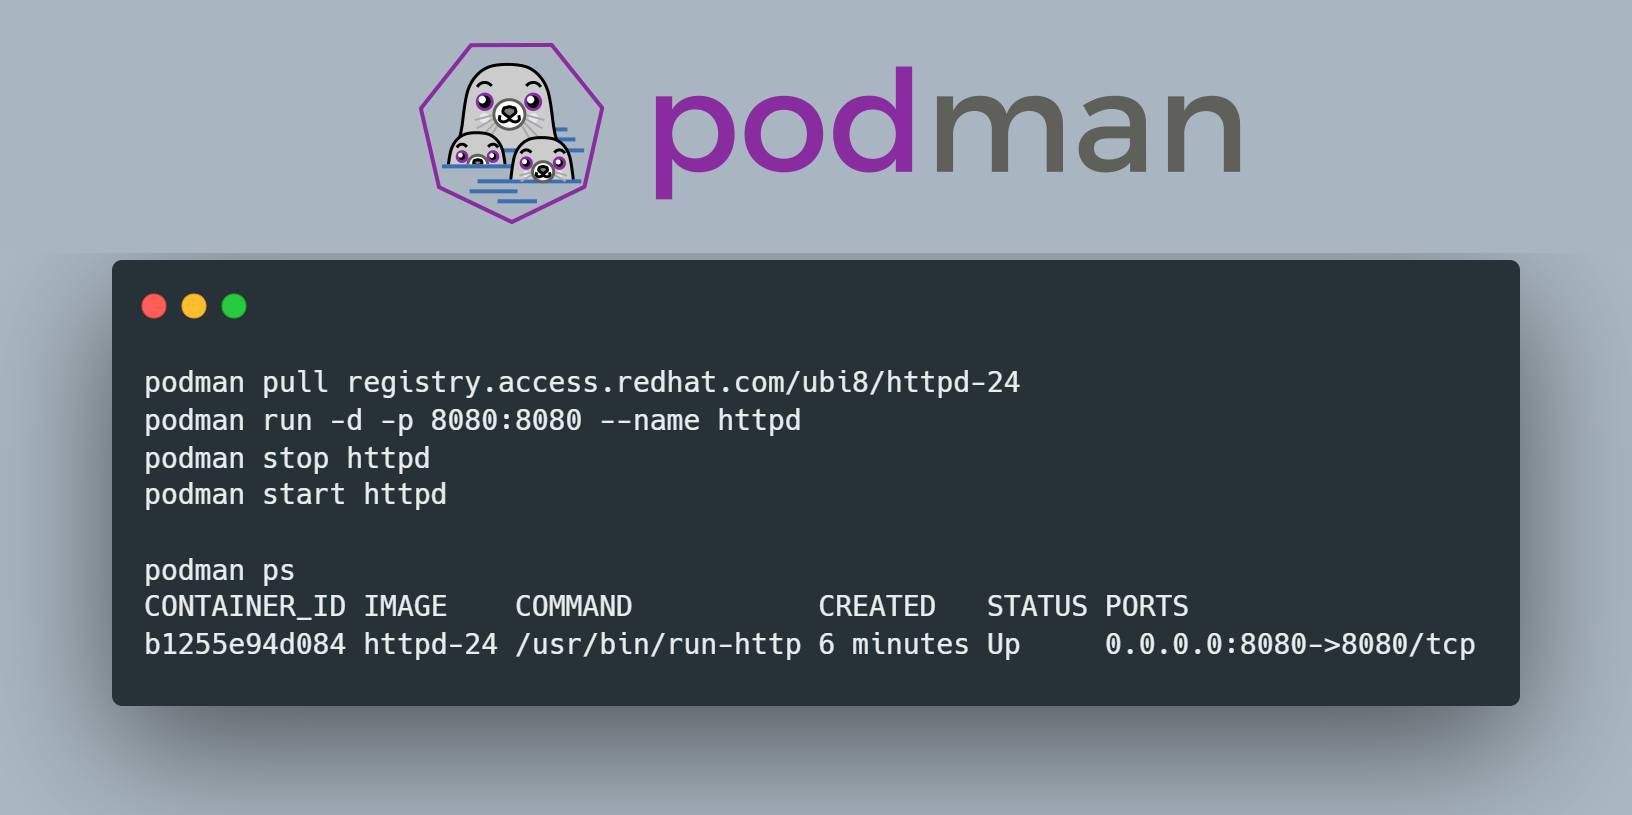 podman
podman pull registry.access.redhat.com/ubi8/httpd-24
podman run -d -p 8080:8080 --name httpd
podman stop httpd
podman start httpd
podman ps
CONTAINER_ID IMAGE    COMMAND           CREATED   STATUS PORTS
b1255e94d084 httpd-24 /usr/bin/run-http 6 minutes Up     0.0.0.0:8080->8080/tcp